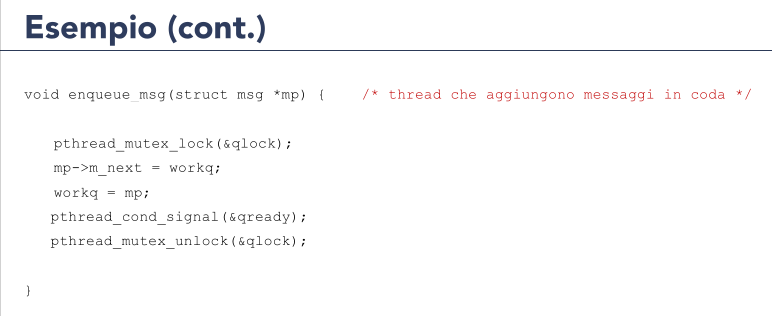 Esempio (cont.)
void enqueue_msg(struct msg *mp) {    /* thread che aggiungono messaggi in coda */
pthread_mutex_lock(&qlock);
mp->m_next = workq;
workq = mp;
pthread_cond_signal(&qready);
pthread_mutex_unlock(&qlock);
}